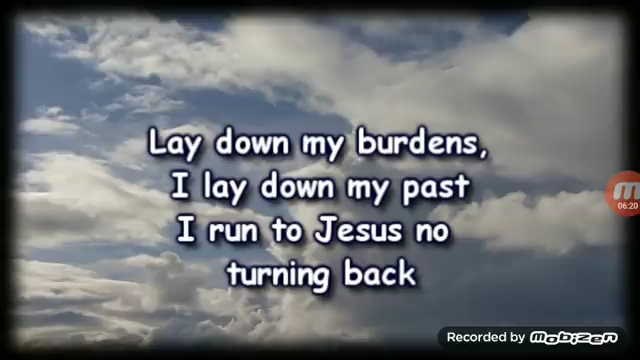 Lay down my burdens,
I lay down my past
I run to Jesus no
turning back
06:20
Recorded by mobizen